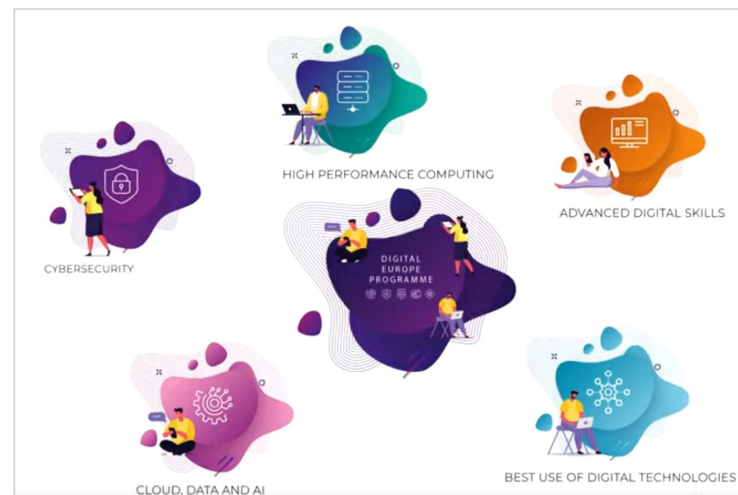 HIGH PERFORMANCE COMPUTING
ADVANCED DIGITAL SKILLS
CYBERSECURITY
DIGITAL
EUROPE
PROGRAMME
CLOUD, DATA AND AI
BEST USE OF DIGITAL TECHNOLOGIES